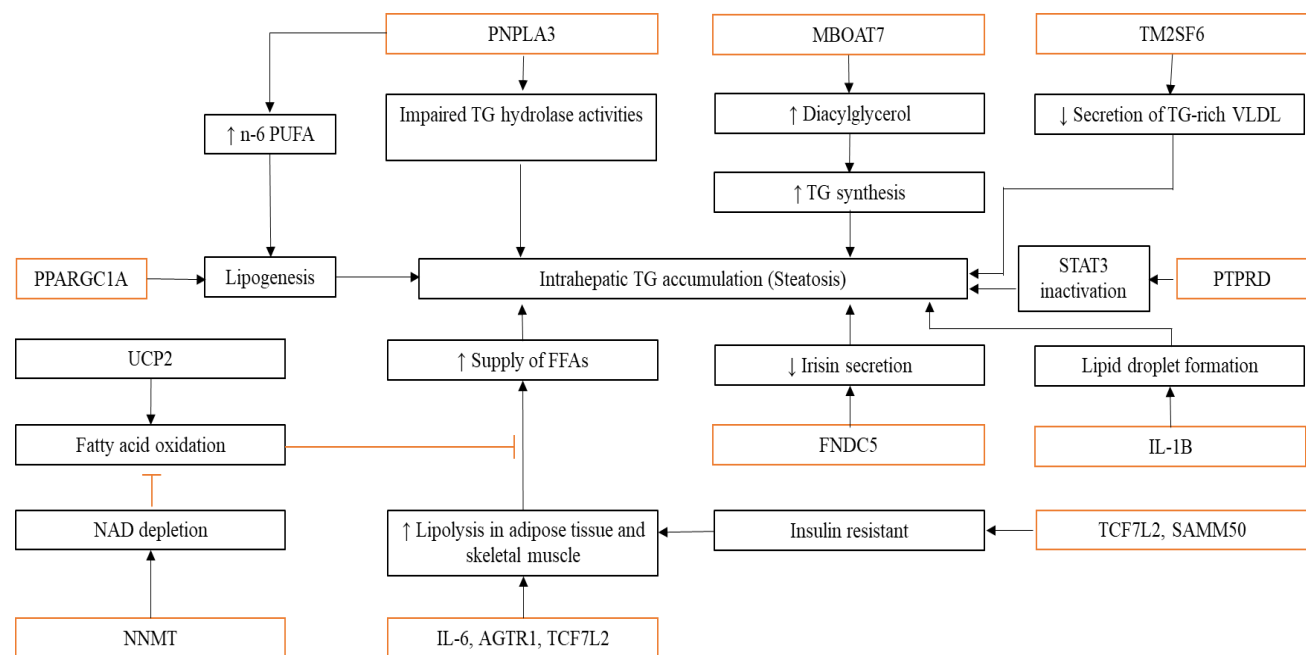 PNPLA3
MBOAT7
TM2SF6
↑ n-6 PUFA
Impaired TG hydrolase activities
↑ Diacylglycerol
↓ Secretion of TG-rich VLDL
↑ TG synthesis
PPARGC1A
Lipogenesis
Intrahepatic TG accumulation (Steatosis)
STAT3
inactivation
PTPRD
UCP2
↑ Supply of FFAs
↓ Irisin secretion
Lipid droplet formation
Fatty acid oxidation
FNDC5
IL-1B
NAD depletion
↑ Lipolysis in adipose tissue and
skeletal muscle
Insulin resistant
TCF7L2, SAMM50
NNMT
IL-6, AGTR1, TCF7L2